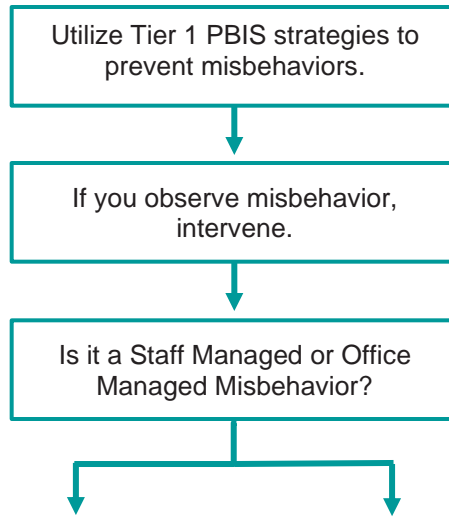 Utilize Tier 1 PBIS strategies to
prevent misbehaviors.
If you observe misbehavior,
intervene.
Is it a Staff Managed or Office
Managed Misbehavior?